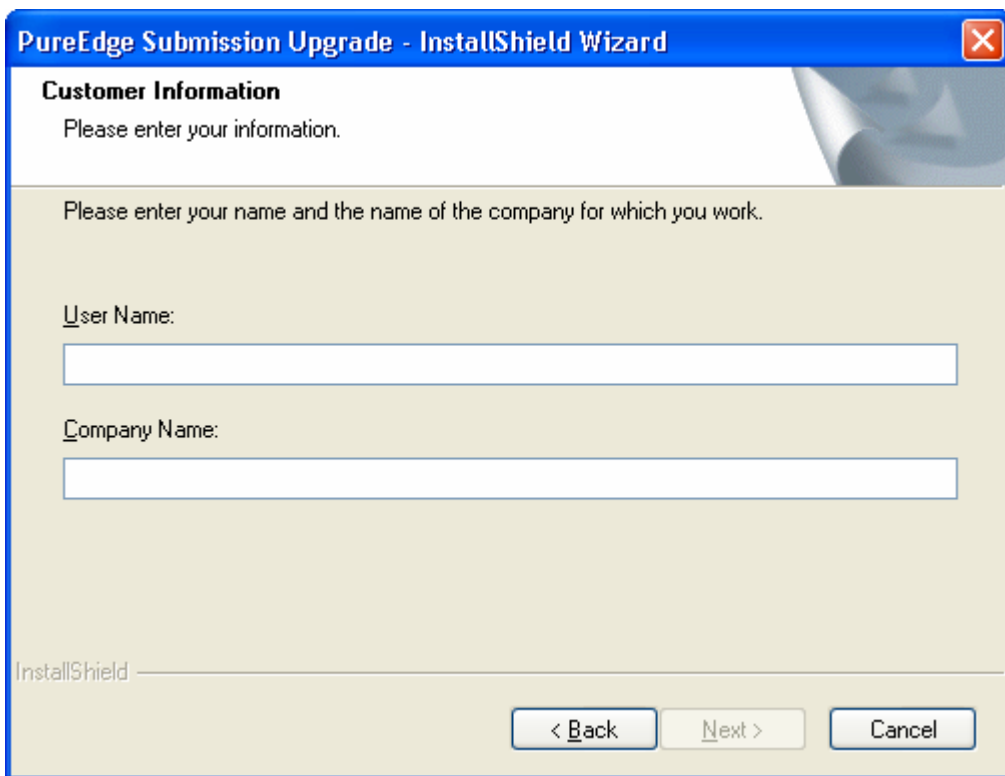 PureEdge Submission Upgrade - InstallShield Wizard
Customer Information
Please enter your information.
Please enter your name and the name of the company for which you work.
User Name:
Company Name:
InstallShield
< Back Next > Cancel